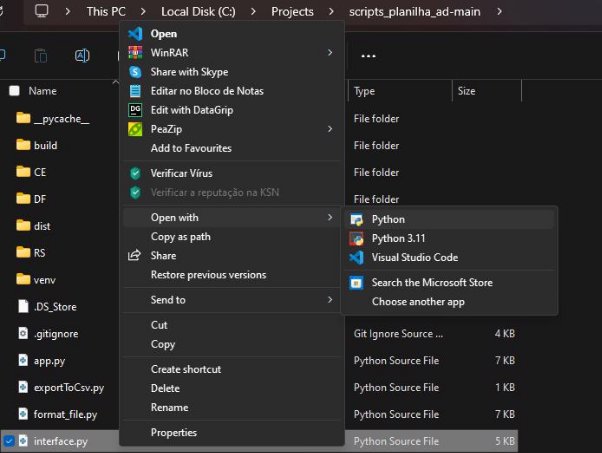 This PC > Local Disk (C:) > Projects > scripts_planilha_ad-main >
Name Type Size
__pycache__ File folder
build File folder
CE File folder
DF File folder
dist
RS
venv
.DS_Store
.gitignore Git Ignore Source ... 4 KB
app.py Python Source File 7 KB
exportToCsv.py Python Source File 1 KB
format_file.py Python Source File 7 KB
interface.py Python Source File 5 KB
Open
WinRAR
Share with Skype
Editar no Bloco de Notas
DG Edit with DataGrip
PeaZip
Add to Favourites
Verificar Vírus
Verificar a reputação na KSN
Open with
Copy as path
Share
Restore previous versions
Send to
Cut
Copy
Create shortcut
Delete
Rename
Properties
Python
Python 3.11
Visual Studio Code
Search the Microsoft Store
Choose another app